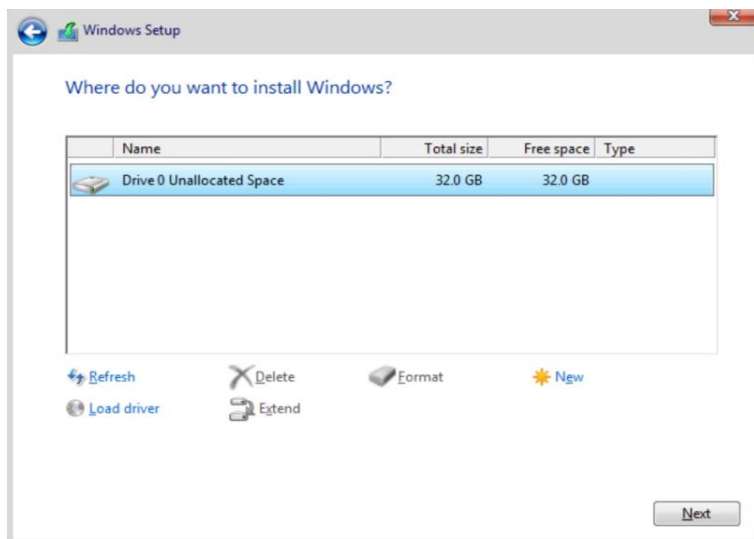 Windows Setup
Where do you want to install Windows?
Name Total size Free space Type
Drive 0 Unallocated Space 32.0 GB 32.0 GB
Refresh Delete Format New
Load driver Extend
Next